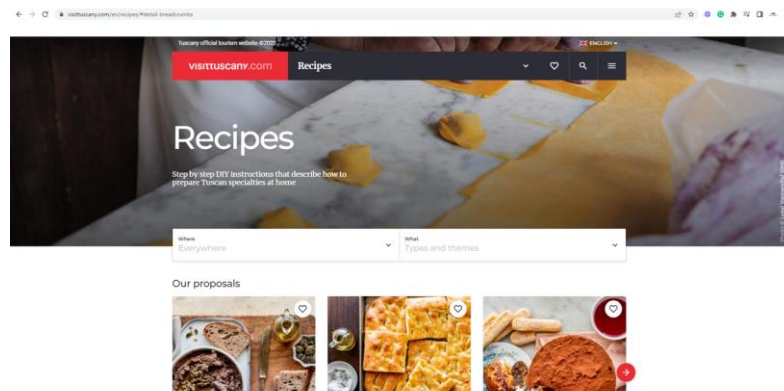 visittuscany.com/en/recipes/#detail-breadcrumbs
Tuscany official tourism website ©2022
ENGLISH
VISITTUSCANY.COM
Recipes
Recipes
Step by step DIY instructions that describe how to
prepare Tuscan specialties at home
Where
Everywhere
What
Types and themes
Our proposals